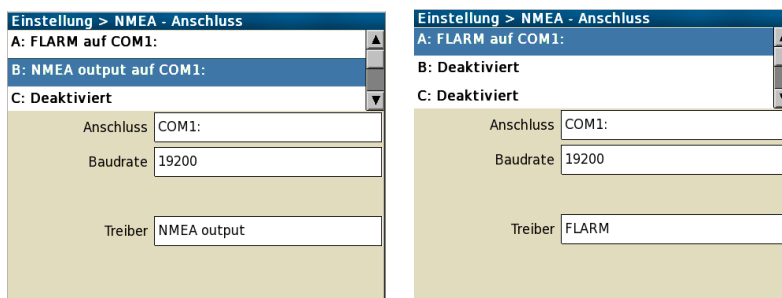 Einstellung > NMEA - Anschluss
A: FLARM auf COM1:
B: NMEA output auf COM1:
C: Deaktiviert
Anschluss COM1:
Baudrate 19200
Treiber NMEA output
Einstellung > NMEA - Anschluss
A: FLARM auf COM1:
B: Deaktiviert
C: Deaktiviert
Anschluss COM1:
Baudrate 19200
Treiber FLARM